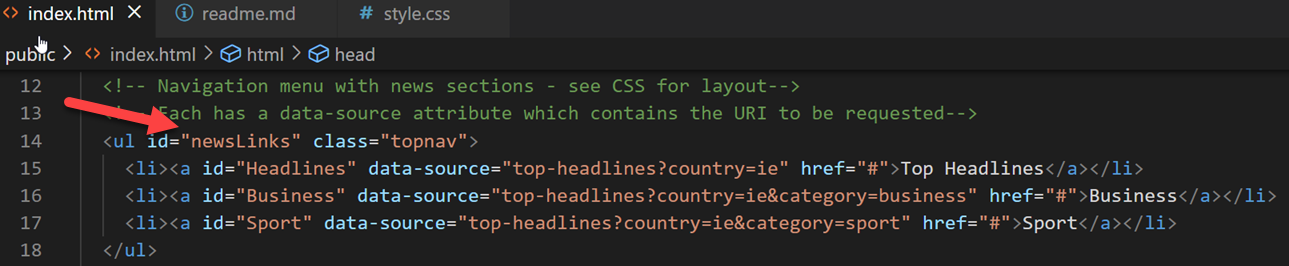 <> index.html × readme.md # style.css
public > <> index.html > html > head
12 <!-- Navigation menu with news sections - see CSS for layout-->
13 Each has a data-source attribute which contains the URI to be requested-->
14 <ul id="newsLinks" class="topnav">
15 <li><a id="Headlines" data-source="top-headlines?country=ie" href="#">Top Headlines</a></li>
16 <li><a id="Business" data-source="top-headlines?country=ie&category=business" href="#">Business</a></li>
17 <li><a id="Sport" data-source="top-headlines?country=ie&category=sport" href="#">Sport</a></li>
18 </ul>